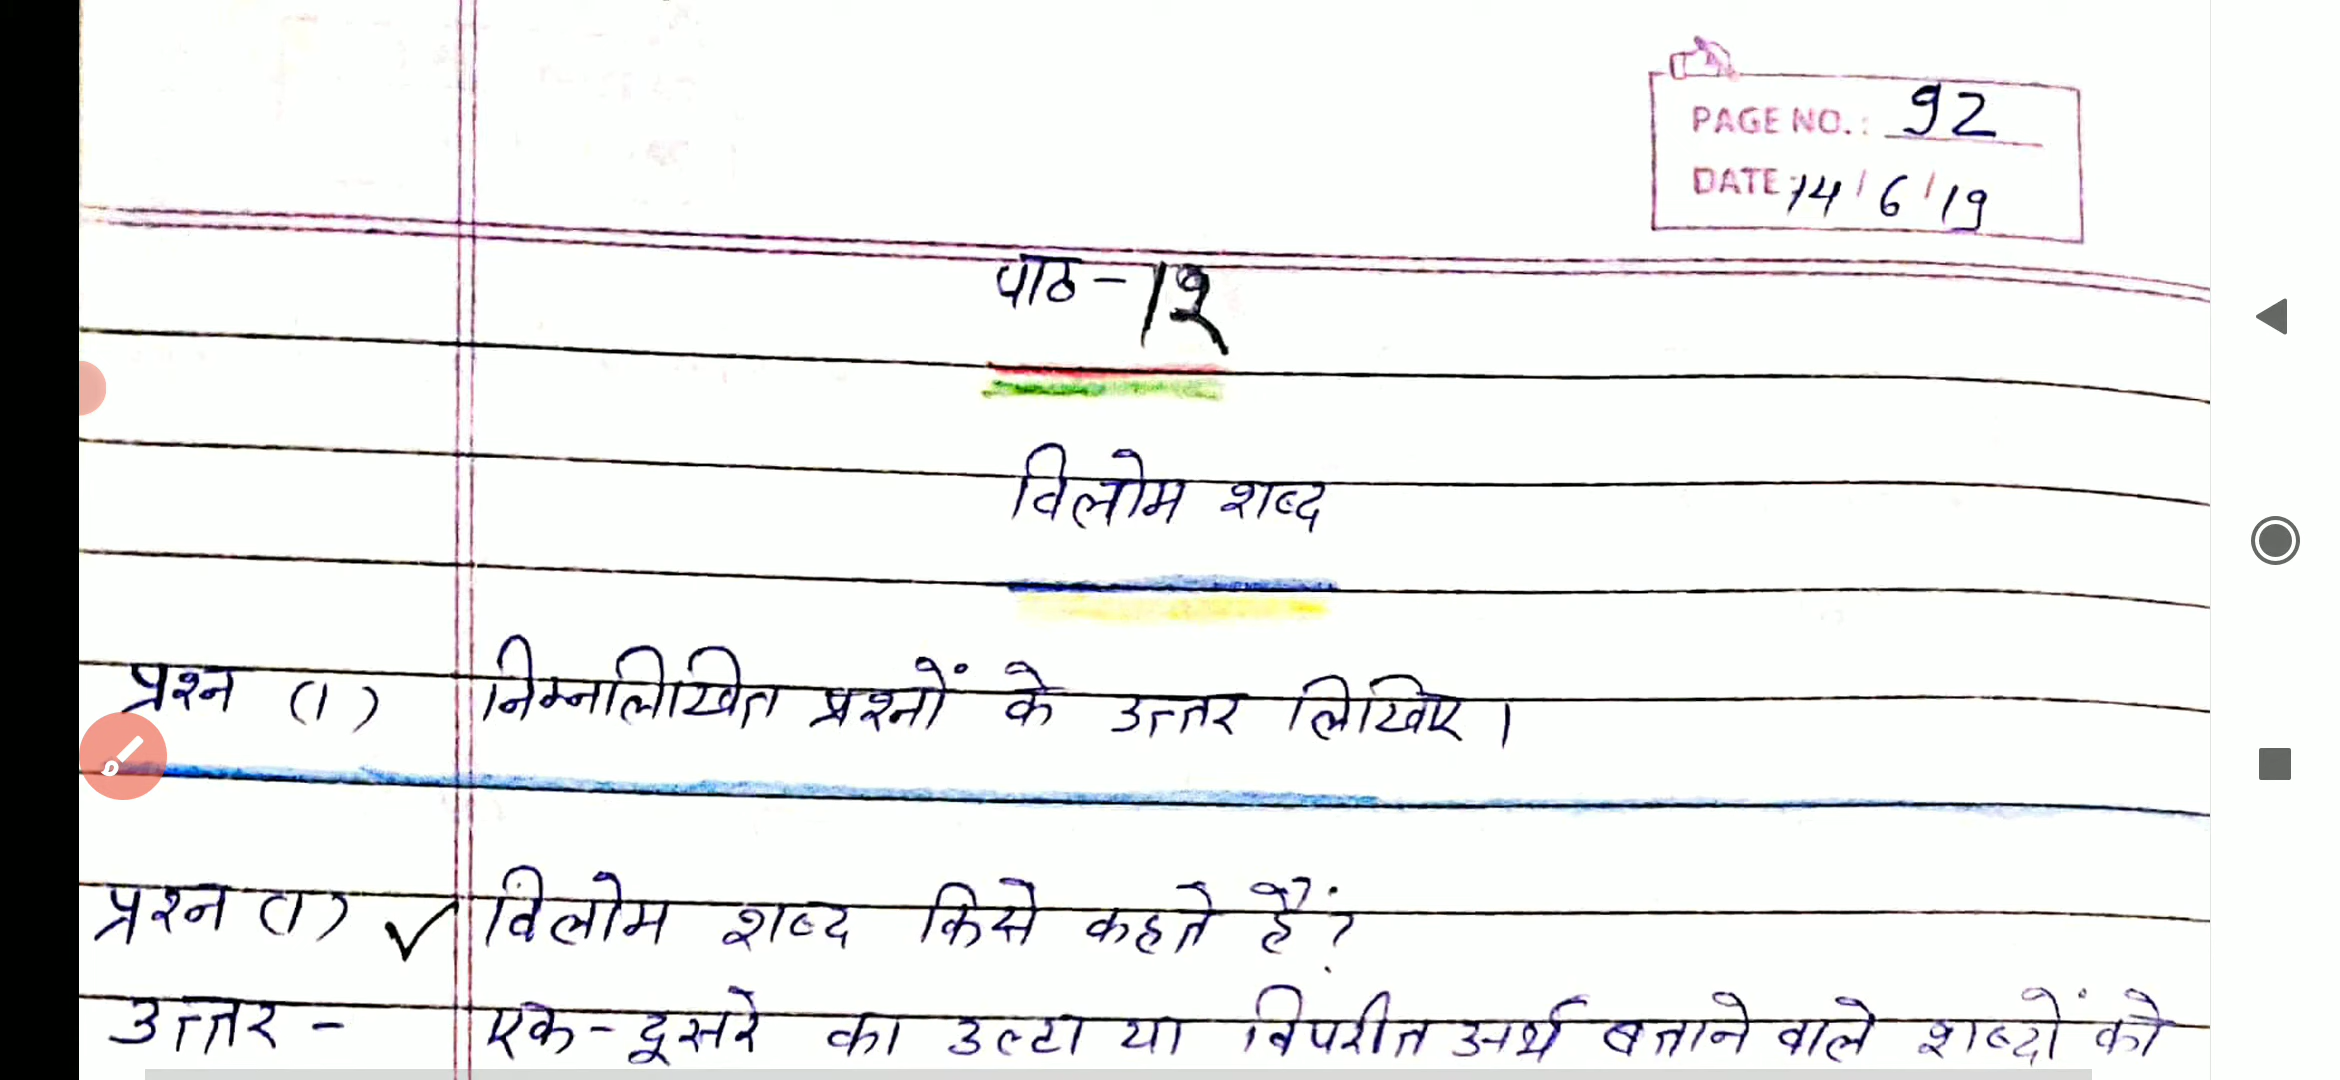 PAGE NO.: 92
DATE: 14/6/19
पाठ-
विलोम शब्द
प्रश्न (1) निम्नलिखित प्रश्नों के उत्तर लिखिए।
प्रश्न (1) ✓ विलोम शब्द किसे कहते हैं?
उत्तर - एक-दूसरे का उल्टा या विपरीत अर्थ बताने वाले शब्दों को